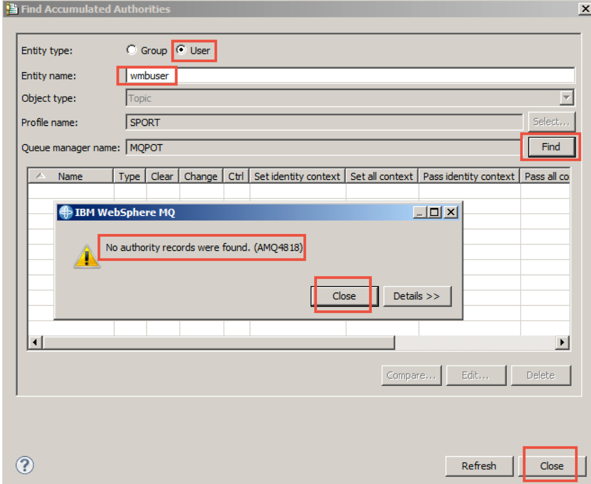 Find Accumulated Authorities
Entity type: Group User
Entity name: wmbuser
Object type: Topic
Profile name: SPORT Select...
Queue manager name: MQPOT Find
Name Type Clear Change Ctrl Set identity context Set all context Pass identity context Pass all co
IBM WebSphere MQ
No authority records were found. (AMQ4818)
Close Details >>
Compare... Edit... Delete
? Refresh Close